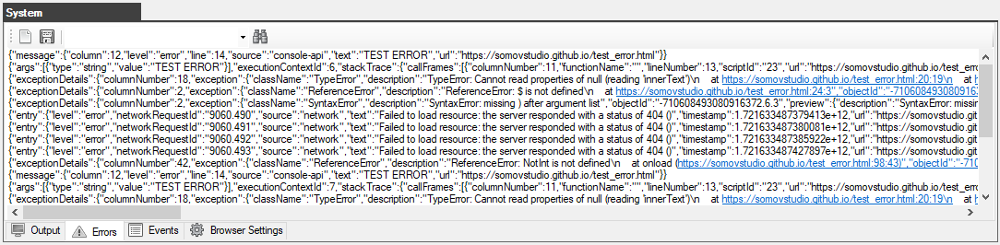 System
{"message":{"column":12,"level":"error","line":14,"source":"console-api","text":"TEST ERROR","url":"https://somovstudio.github.io/test_error.html"}}
{"args":[{"type":"string","value":"TEST ERROR"}],"executionContextId":6,"stackTrace":{"callFrames":[{"columnNumber":11,"functionName":"","lineNumber":13,"scriptId":"23","url":"https://somovstudio.github.io/test_erro
{"exceptionDetails":{"columnNumber":18,"exception":{"className":"TypeError","description":"TypeError: Cannot read properties of null (reading 'innerText')\n    at https://somovstudio.github.io/test_error.html:20:19\n    at h
{"exceptionDetails":{"columnNumber":2,"exception":{"className":"ReferenceError","description":"ReferenceError: $ is not defined\n    at https://somovstudio.github.io/test_error.html:24:3","objectId":"-710608493080916
{"exceptionDetails":{"columnNumber":2,"exception":{"className":"SyntaxError","description":"SyntaxError: missing ) after argument list","objectId":"-7106084930809163​72.6.3","preview":{"description":"SyntaxError: missin
{"entry":{"level":"error","networkRequestId":"9060.490","source":"network","text":"Failed to load resource: the server responded with a status of 404 ()","timestamp":1.721633487379413e+12,"url":"https://somovstudio.git
{"entry":{"level":"error","networkRequestId":"9060.491","source":"network","text":"Failed to load resource: the server responded with a status of 404 ()","timestamp":1.721633487380081e+12,"url":"https://somovstudio.git
{"entry":{"level":"error","networkRequestId":"9060.492","source":"network","text":"Failed to load resource: the server responded with a status of 404 ()","timestamp":1.721633487385922e+12,"url":"https://somovstudio.git
{"entry":{"level":"error","networkRequestId":"9060.493","source":"network","text":"Failed to load resource: the server responded with a status of 404 ()","timestamp":1.721633487427897e+12,"url":"https://somovstudio.git
{"exceptionDetails":{"columnNumber":42,"exception":{"className":"ReferenceError","description":"ReferenceError: NotInt is not defined\n    at onload (https://somovstudio.github.io/test_error.html:98:43)","objectId":"-710
{"message":{"column":12,"level":"error","line":14,"source":"console-api","text":"TEST ERROR","url":"https://somovstudio.github.io/test_error.html"}}
{"args":[{"type":"string","value":"TEST ERROR"}],"executionContextId":7,"stackTrace":{"callFrames":[{"columnNumber":11,"functionName":"","lineNumber":13,"scriptId":"23","url":"https://somovstudio.github.io/test_erro
{"exceptionDetails":{"columnNumber":18,"exception":{"className":"TypeError","description":"TypeError: Cannot read properties of null (reading 'innerText')\n    at https://somovstudio.github.io/test_error.html:20:19\n    at h
Output Errors Events Browser Settings